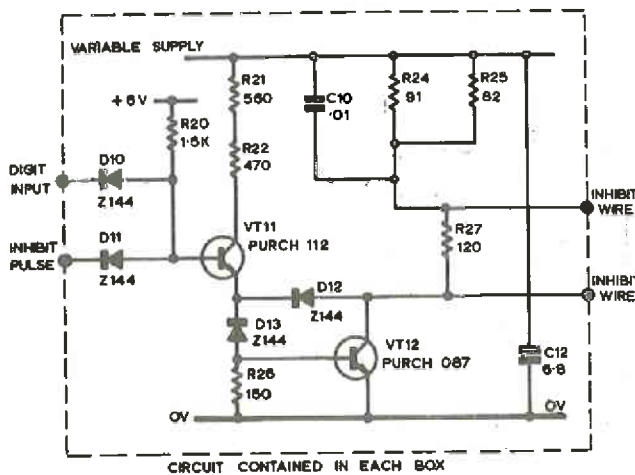 VARIABLE SUPPLY
+6V
R20
1·5K
R21
560
R22
470
C10
·01
R24
91
R25
82
DIGIT
INPUT
D10
Z144
INHIBIT
PULSE
D11
Z144
VT11
PURCH 112
R27
120
INHIBIT
WIRE
INHIBIT
WIRE
D12
Z144
D13
Z144
VT12
PURCH 087
R26
150
C12
6·8
0V
0V
CIRCUIT CONTAINED IN EACH BOX